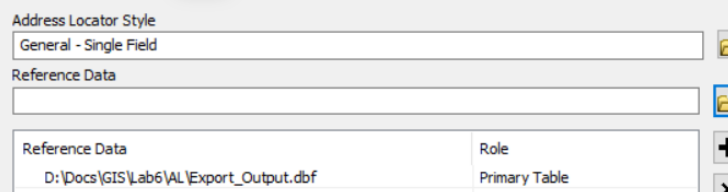 Address Locator Style
General - Single Field
Reference Data
Reference Data Role
D:\Docs\GIS\Lab6\AL\Export_Output.dbf Primary Table